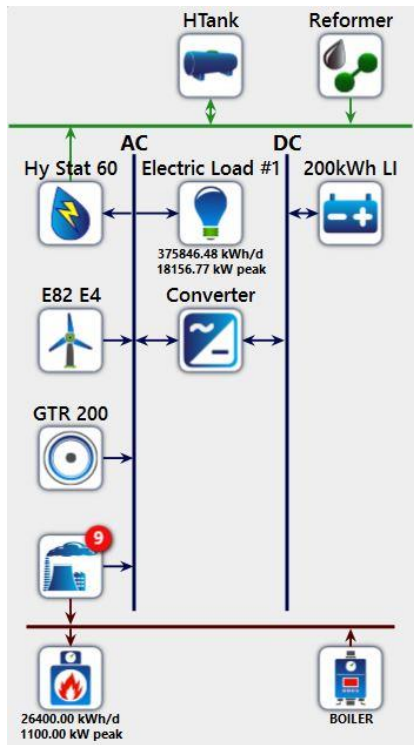 HTank
Reformer
AC
DC
Hy Stat 60
Electric Load #1
200kWh LI
375846.48 kWh/d
18156.77 kW peak
E82 E4
Converter
GTR 200
9
26400.00 kWh/d
1100.00 kW peak
BOILER